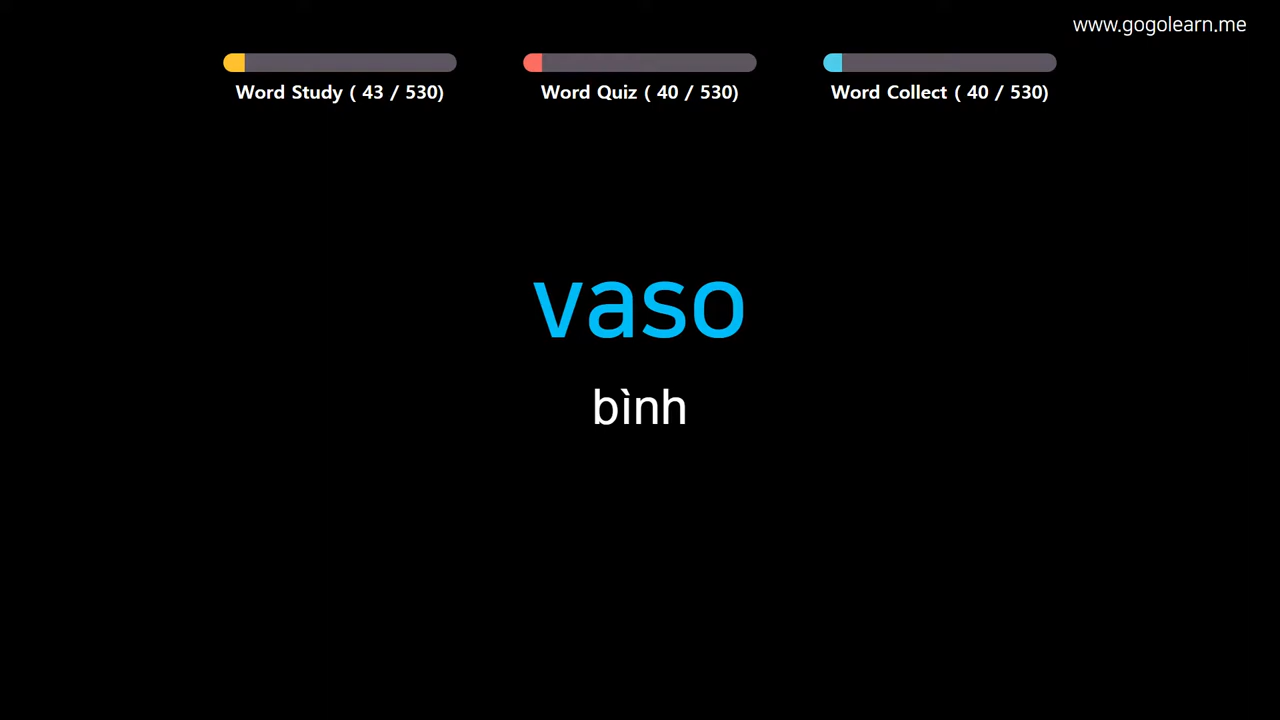 www.gogolearn.me
Word Study ( 43 / 530)
Word Quiz ( 40 / 530)
Word Collect ( 40 / 530)
vaso
bình